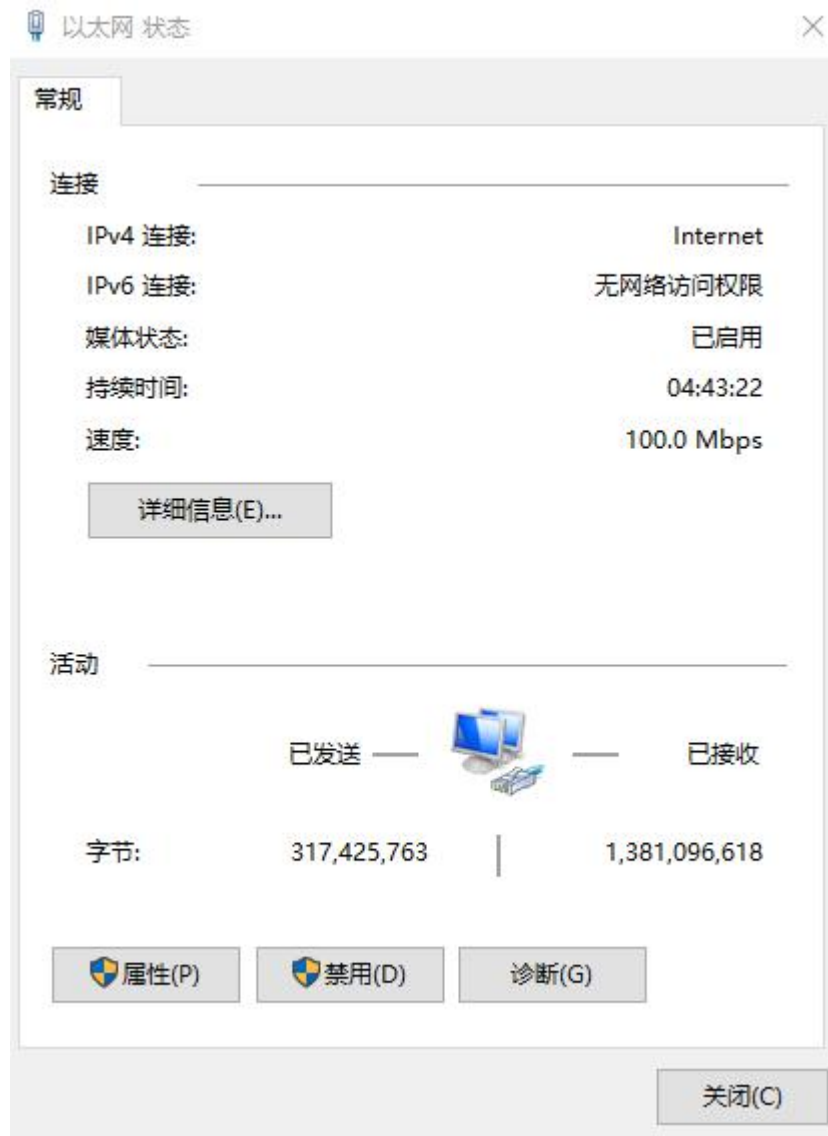 以太网 状态
常规
连接
IPv4 连接: Internet
IPv6 连接: 无网络访问权限
媒体状态: 已启用
持续时间: 04:43:22
速度: 100.0 Mbps
详细信息(E)...
活动
已发送 已接收
字节: 317,425,763 1,381,096,618
属性(P) 禁用(D) 诊断(G)
关闭(C)